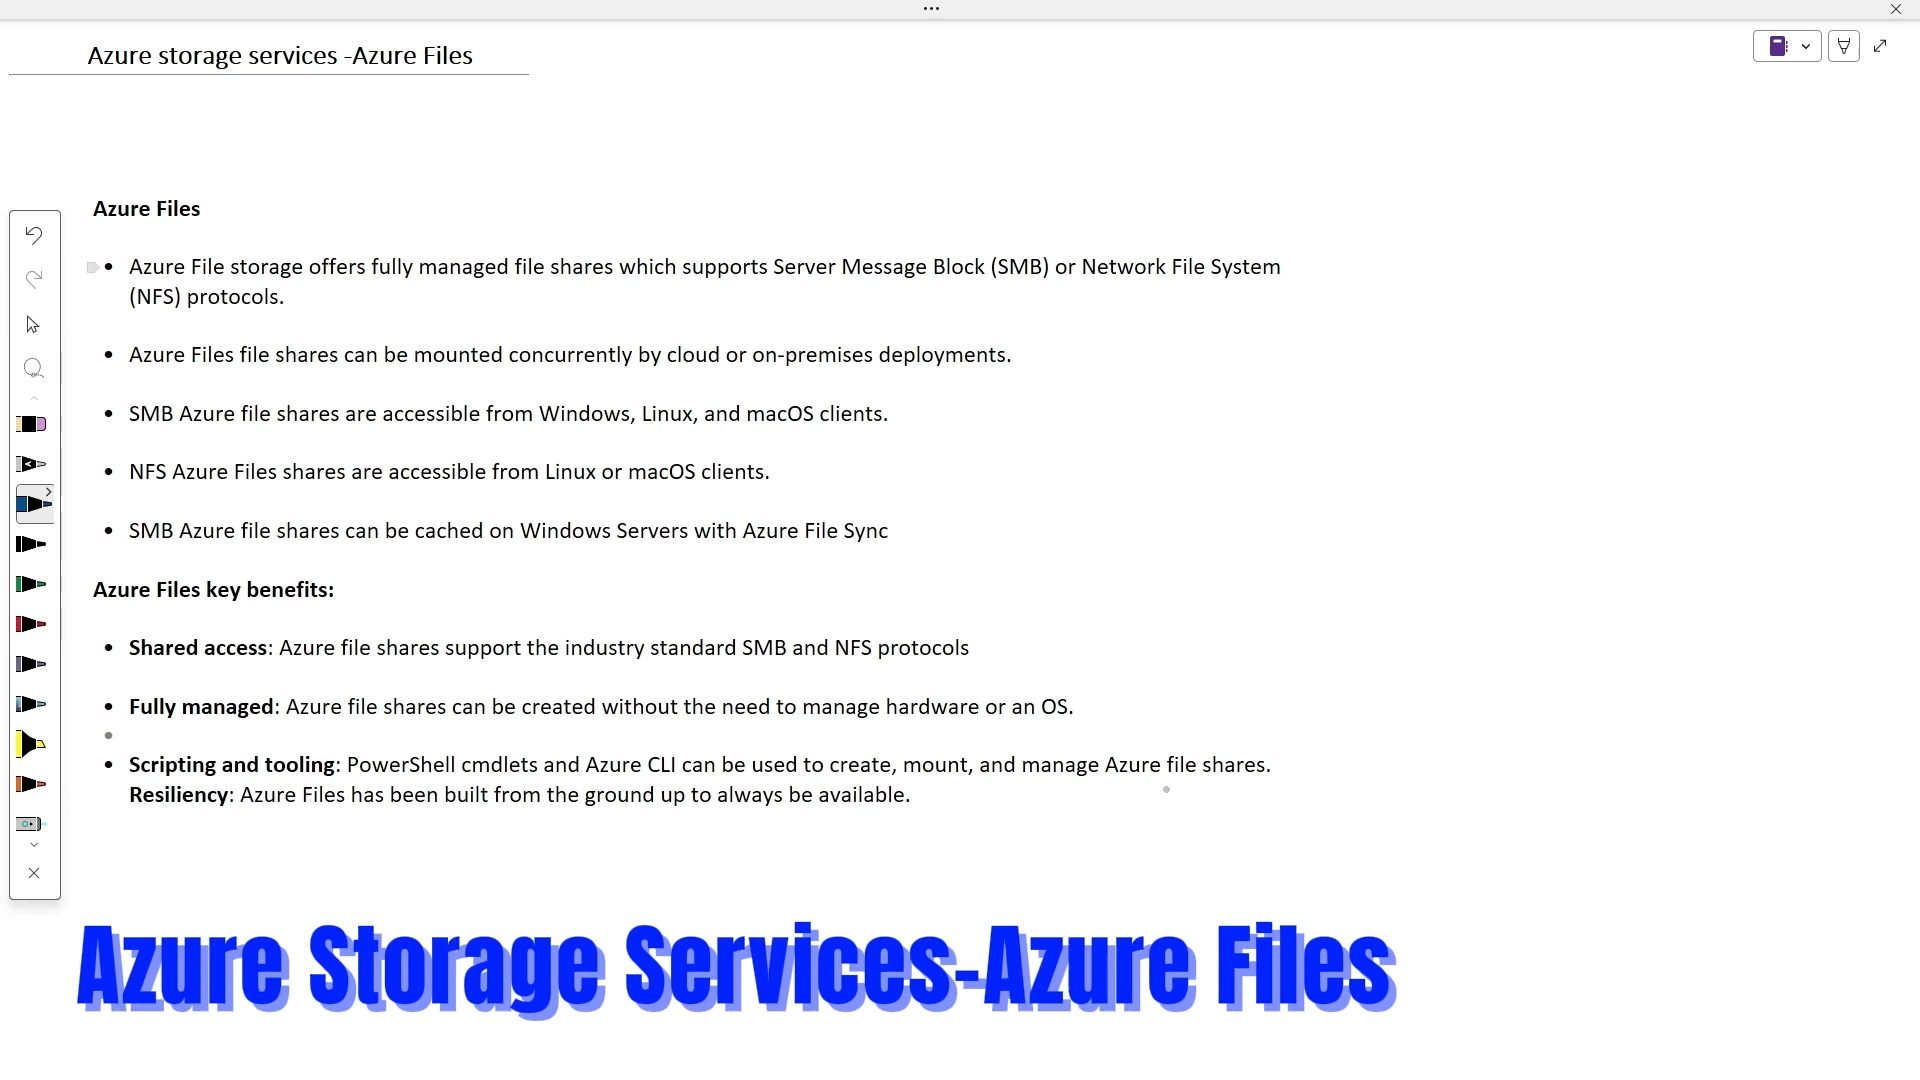 Azure storage services -Azure Files
Azure Files
• Azure File storage offers fully managed file shares which supports Server Message Block (SMB) or Network File System
(NFS) protocols.
• Azure Files file shares can be mounted concurrently by cloud or on-premises deployments.
• SMB Azure file shares are accessible from Windows, Linux, and macOS clients.
• NFS Azure Files shares are accessible from Linux or macOS clients.
• SMB Azure file shares can be cached on Windows Servers with Azure File Sync
Azure Files key benefits:
• Shared access: Azure file shares support the industry standard SMB and NFS protocols
• Fully managed: Azure file shares can be created without the need to manage hardware or an OS.
•
• Scripting and tooling: PowerShell cmdlets and Azure CLI can be used to create, mount, and manage Azure file shares.
Resiliency: Azure Files has been built from the ground up to always be available.
Azure Storage Services-Azure Files